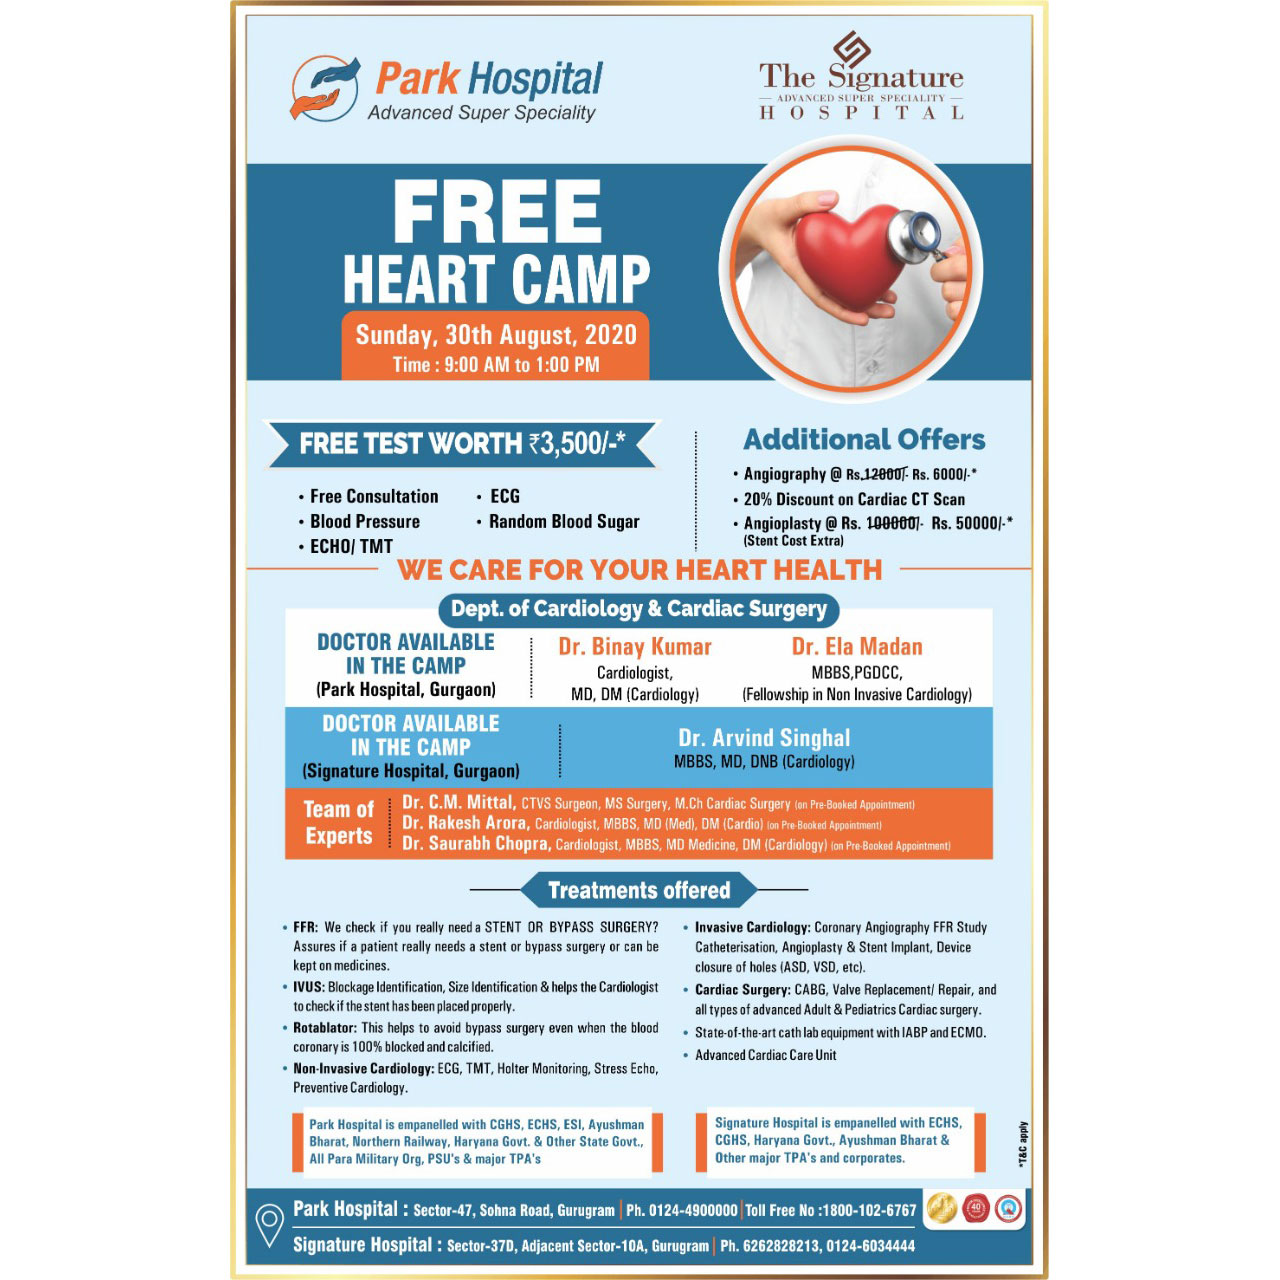 Park Hospital
Advanced Super Speciality
The Signature
ADVANCED SUPER SPECIALITY
HOSPITAL
FREE
HEART CAMP
Sunday, 30th August, 2020
Time : 9:00 AM to 1:00 PM
FREE TEST WORTH ₹3,500/-*
• Free Consultation
• Blood Pressure
• ECHO/ TMT
• ECG
• Random Blood Sugar
Additional Offers
• Angiography @ Rs.12000/- Rs. 6000/-*
• 20% Discount on Cardiac CT Scan
• Angioplasty @ Rs. 100000/- Rs. 50000/-*
(Stent Cost Extra)
WE CARE FOR YOUR HEART HEALTH
Dept. of Cardiology & Cardiac Surgery
DOCTOR AVAILABLE
IN THE CAMP
(Park Hospital, Gurgaon)
Dr. Binay Kumar
Cardiologist,
MD, DM (Cardiology)
Dr. Ela Madan
MBBS,PGDCC,
(Fellowship in Non Invasive Cardiology)
DOCTOR AVAILABLE
IN THE CAMP
(Signature Hospital, Gurgaon)
Dr. Arvind Singhal
MBBS, MD, DNB (Cardiology)
Team of
Experts
Dr. C.M. Mittal, CTVS Surgeon, MS Surgery, M.Ch Cardiac Surgery (on Pre-Booked Appointment)
Dr. Rakesh Arora, Cardiologist, MBBS, MD (Med), DM (Cardio) (on Pre-Booked Appointment)
Dr. Saurabh Chopra, Cardiologist, MBBS, MD Medicine, DM (Cardiology) (on Pre-Booked Appointment)
Treatments offered
• FFR: We check if you really need a STENT OR BYPASS SURGERY?
Assures if a patient really needs a stent or bypass surgery or can be
kept on medicines.
• IVUS: Blockage Identification, Size Identification & helps the Cardiologist
to check if the stent has been placed properly.
• Rotablator: This helps to avoid bypass surgery even when the blood
coronary is 100% blocked and calcified.
• Non-Invasive Cardiology: ECG, TMT, Holter Monitoring, Stress Echo,
Preventive Cardiology.
• Invasive Cardiology: Coronary Angiography FFR Study
Catheterisation, Angioplasty & Stent Implant, Device
closure of holes (ASD, VSD, etc).
• Cardiac Surgery: CABG, Valve Replacement/ Repair, and
all types of advanced Adult & Pediatrics Cardiac surgery.
• State-of-the-art cath lab equipment with IABP and ECMO.
• Advanced Cardiac Care Unit
Park Hospital is empanelled with CGHS, ECHS, ESI, Ayushman
Bharat, Northern Railway, Haryana Govt. & Other State Govt.,
All Para Military Org, PSU's & major TPA's
Signature Hospital is empanelled with ECHS,
CGHS, Haryana Govt., Ayushman Bharat &
Other major TPA's and corporates.
*T&C apply
Park Hospital : Sector-47, Sohna Road, Gurugram | Ph. 0124-4900000 | Toll Free No :1800-102-6767
Signature Hospital : Sector-37D, Adjacent Sector-10A, Gurugram | Ph. 6262828213, 0124-6034444
40